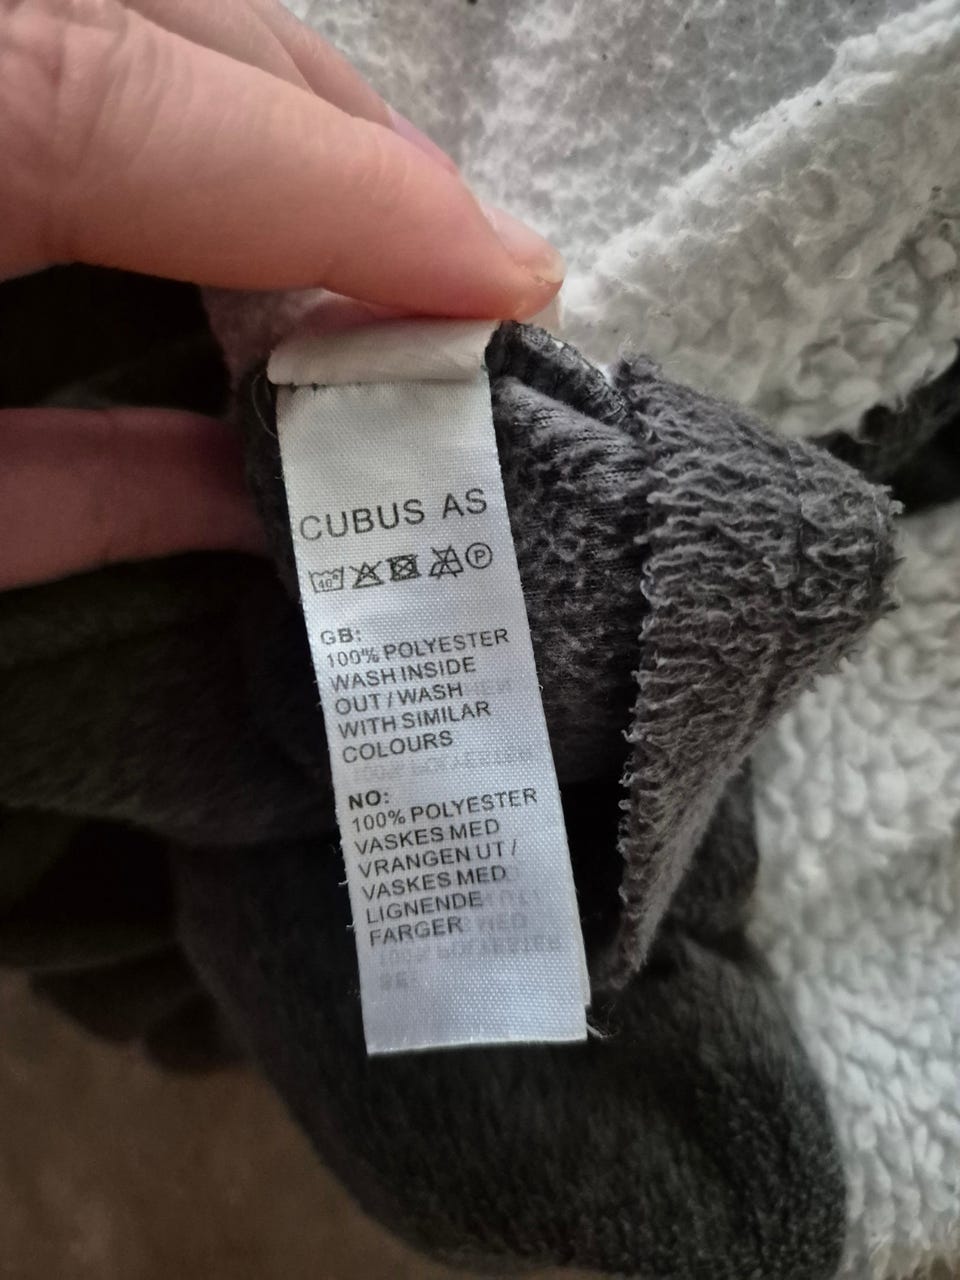 CUBUS AS
40° P
GB:
100% POLYESTER
WASH INSIDE
OUT / WASH
WITH SIMILAR
COLOURS
NO:
100% POLYESTER
VASKES MED
VRANGEN UT /
VASKES MED
LIGNENDE
FARGER